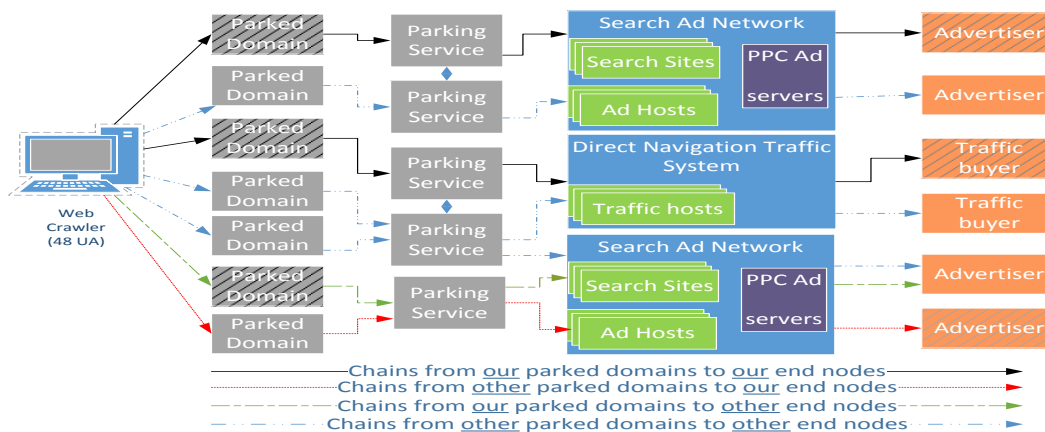 Parked
Domain
Parked
Domain
Parked
Domain
Parked
Domain
Parked
Domain
Parked
Domain
Parked
Domain
Web
Crawler
(48 UA)
Parking
Service
Parking
Service
Parking
Service
Parking
Service
Parking
Service
Search Ad Network
Search Sites
Ad Hosts
PPC Ad
servers
Direct Navigation Traffic
System
Traffic hosts
Search Ad Network
Search Sites
Ad Hosts
PPC Ad
servers
Advertiser
Advertiser
Traffic
buyer
Traffic
buyer
Advertiser
Advertiser
Chains from our parked domains to our end nodes
Chains from other parked domains to our end nodes
Chains from our parked domains to other end nodes
Chains from other parked domains to other end nodes